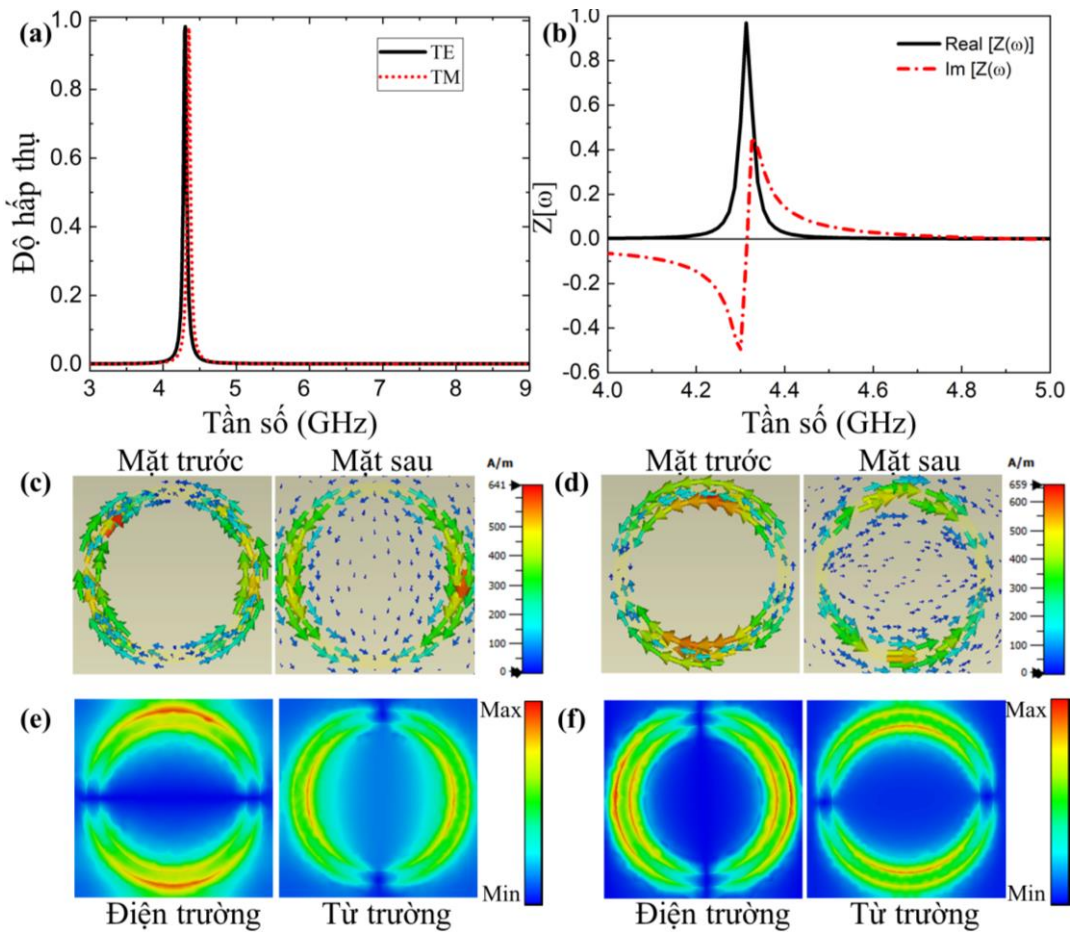 (a)
1.0
0.8
0.6
0.4
0.2
0.0
Độ hấp thụ
TE
TM
3 4 5 6 7 8 9
Tần số (GHz)
(b)
1.0
0.8
0.6
0.4
0.2
0.0
-0.2
-0.4
-0.6
Z[ω]
Real [Z(ω)]
Im [Z(ω)
4.0 4.2 4.4 4.6 4.8 5.0
Tần số (GHz)
(c)
Mặt trước Mặt sau
A/m
641
500
400
300
200
100
0
(d)
Mặt trước Mặt sau
A/m
659
600
500
400
300
200
100
0
(e)
Max
Min
Điện trường Từ trường
(f)
Max
Min
Điện trường Từ trường